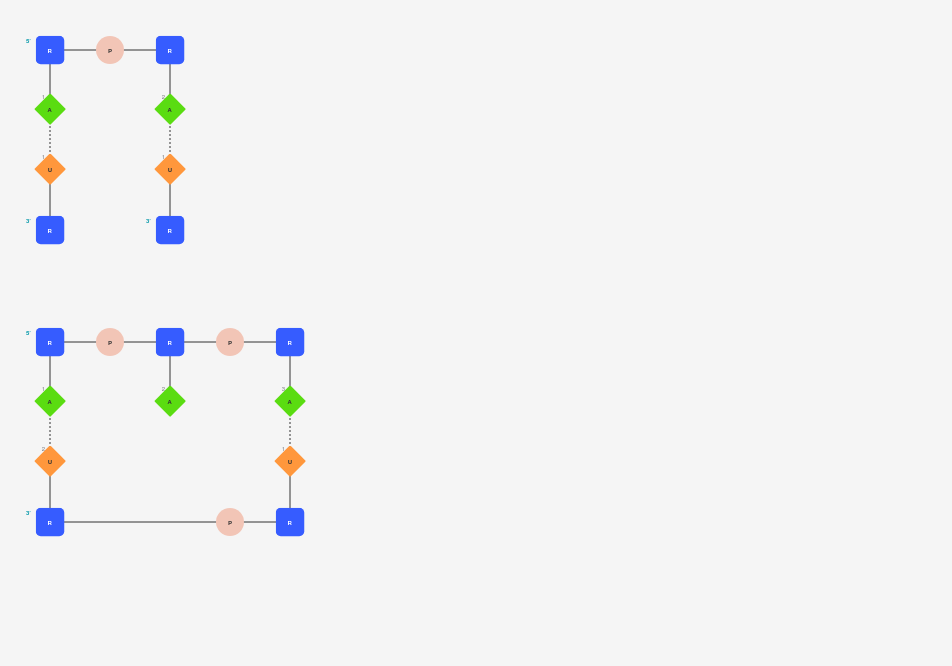 5' R P R
1 2
A A
1 1
U U
3' R 3' R
5' R P R P R
1 2 3
A A A
2 1
U U
3' R P R